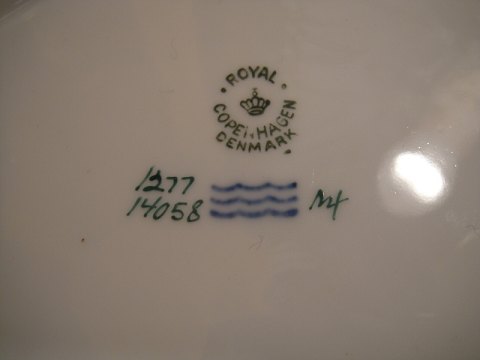 ROYAL
COPENHAGEN
DENMARK
1277
14058